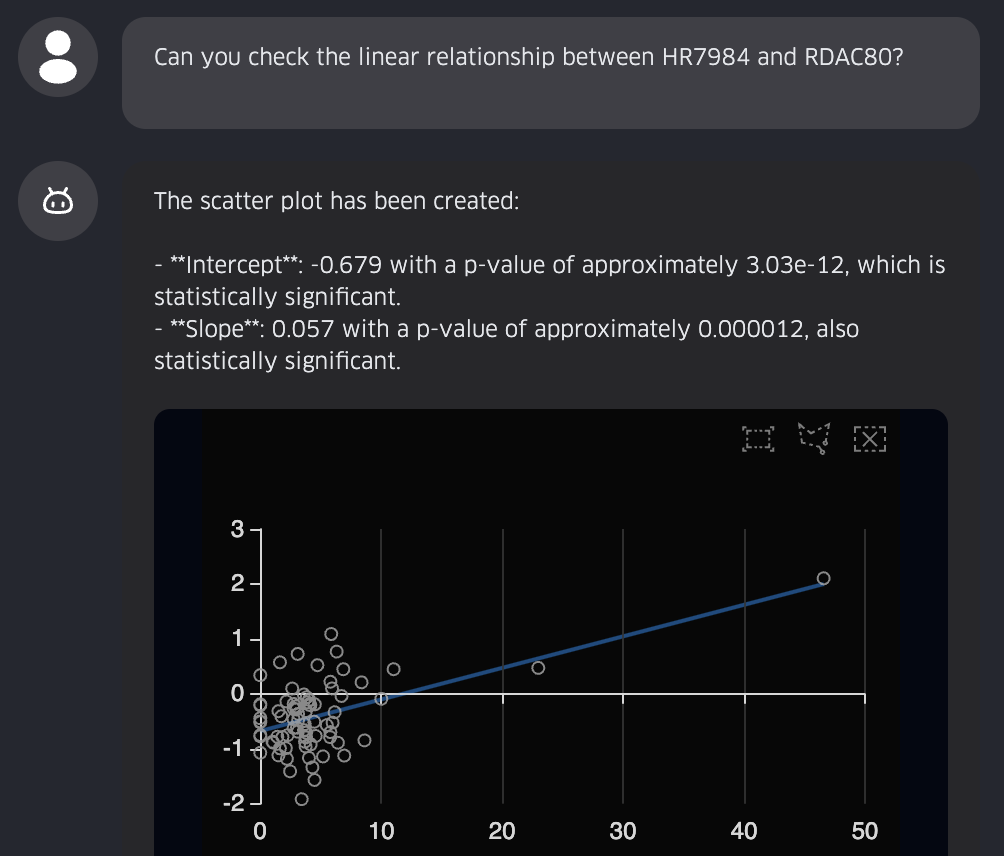 Can you check the linear relationship between HR7984 and RDAC80?
The scatter plot has been created:
- **Intercept**: -0.679 with a p-value of approximately 3.03e-12, which is
statistically significant.
- **Slope**: 0.057 with a p-value of approximately 0.000012, also
statistically significant.
3
2
1
0
-1
-2
0 10 20 30 40 50